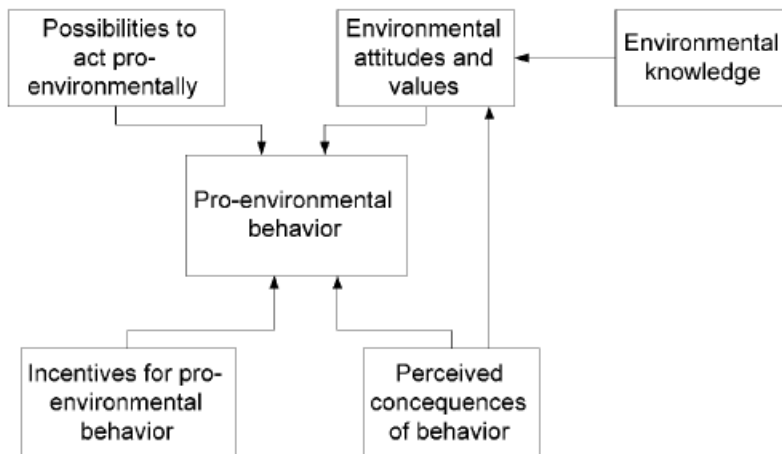 Possibilities to
act pro-
environmentally
Environmental
attitudes and
values
Environmental
knowledge
Pro-environmental
behavior
Incentives for pro-
environmental
behavior
Perceived
concequences
of behavior